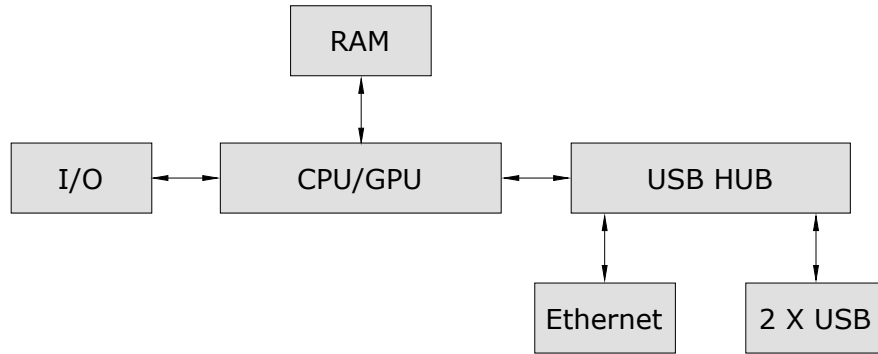 RAM
I/O
CPU/GPU
USB HUB
Ethernet
2 X USB